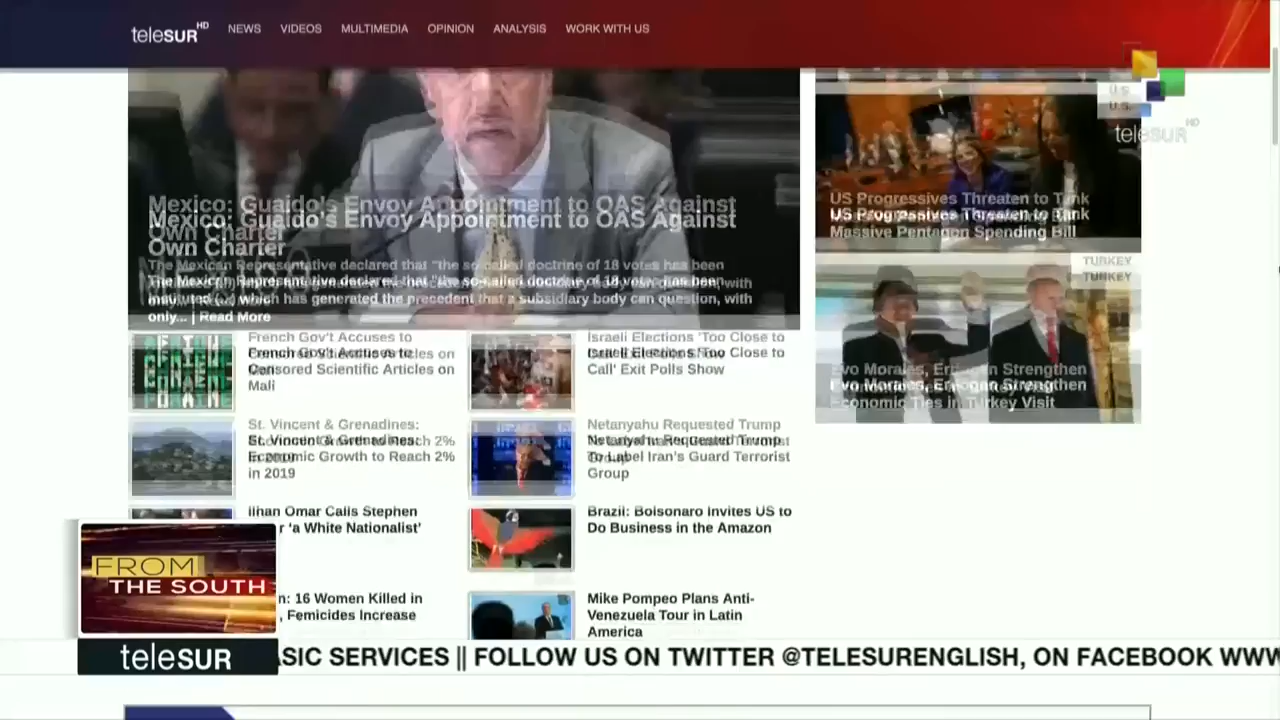 teleSURHD NEWS VIDEOS MULTIMEDIA OPINION ANALYSIS WORK WITH US
U.S.
teleSURHD
Mexico: Guaido's Envoy Appointment to OAS Against
Own Charter
The Mexican Representative declared that "the so-called doctrine of 18 votes has been
which has generated the precedent that a subsidiary body can question, with
only... | Read More
US Progressives Threaten to Tank
Massive Pentagon Spending Bill
TURKEY
Evo Morales, Erdogan Strengthen
Economic Ties in Turkey Visit
French Gov't Accuses to
Censored Scientific Articles on
Mali
Israeli Elections 'Too Close to
Call' Exit Polls Show
St. Vincent & Grenadines:
Economic Growth to Reach 2%
in 2019
Netanyahu Requested Trump
To Label Iran's Guard Terrorist
Group
Ilhan Omar Calls Stephen
r 'a White Nationalist'
Brazil: Bolsonaro Invites US to
Do Business in the Amazon
n: 16 Women Killed in
, Femicides Increase
Mike Pompeo Plans Anti-
Venezuela Tour in Latin
America
FROM
THE SOUTH
teleSUR
ASIC SERVICES || FOLLOW US ON TWITTER @TELESURENGLISH, ON FACEBOOK WWW